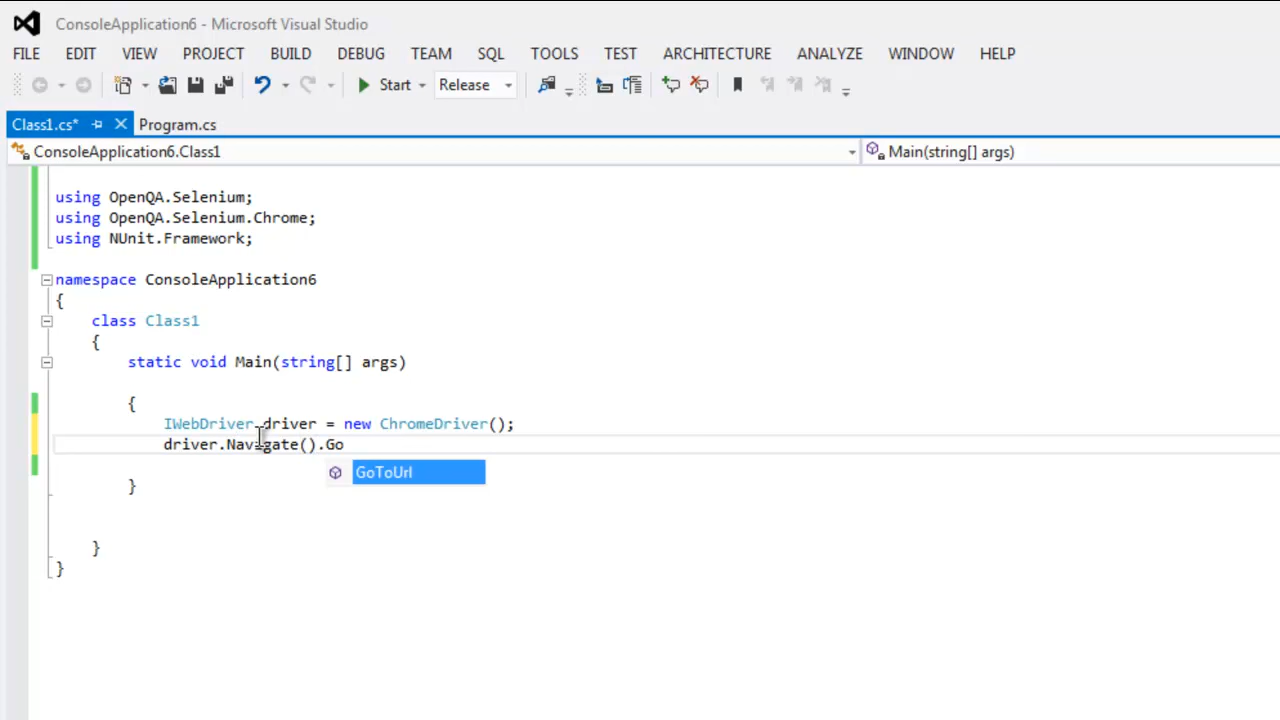 ConsoleApplication6 - Microsoft Visual Studio
FILE EDIT VIEW PROJECT BUILD DEBUG TEAM SQL TOOLS TEST ARCHITECTURE ANALYZE WINDOW HELP
Start Release
Class1.cs* Program.cs
ConsoleApplication6.Class1 Main(string[] args)
using OpenQA.Selenium;
using OpenQA.Selenium.Chrome;
using NUnit.Framework;
namespace ConsoleApplication6
{
class Class1
{
static void Main(string[] args)
{
IWebDriver driver = new ChromeDriver();
driver.Navigate().Go
GoToUrl
}
}
}